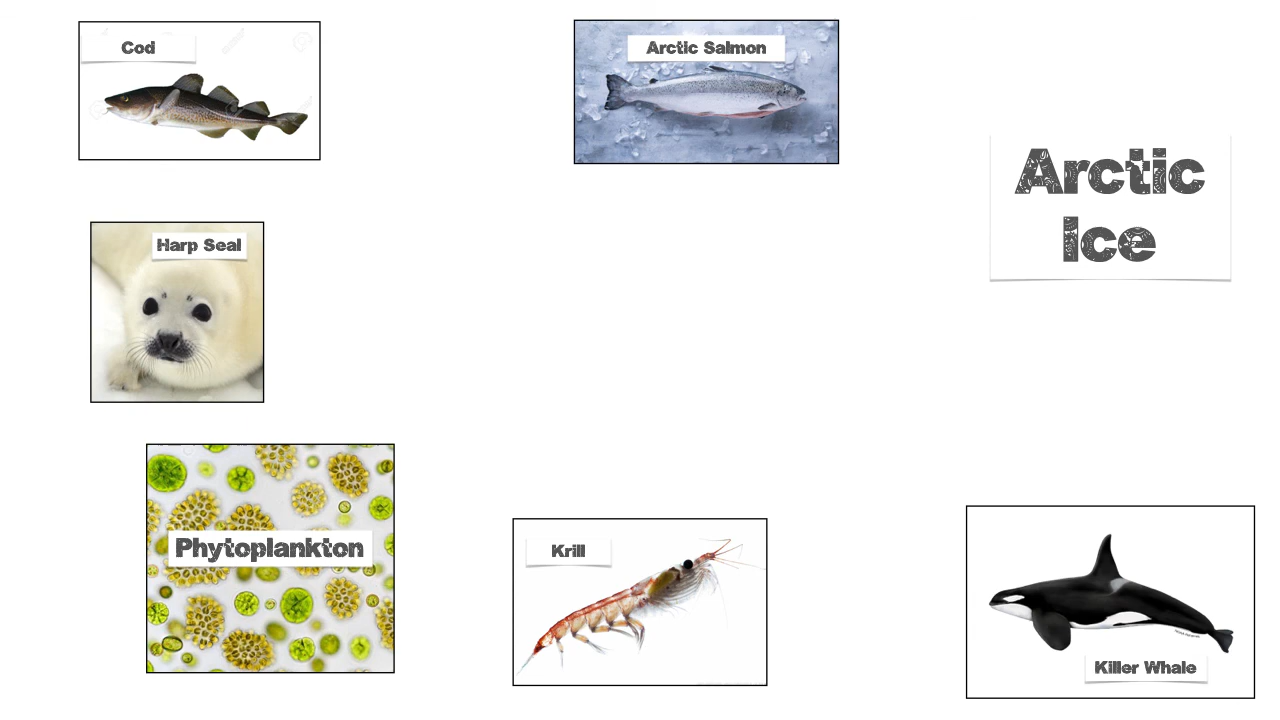 Cod
Arctic Salmon
Arctic
Ice
Harp Seal
Phytoplankton
Krill
Killer Whale